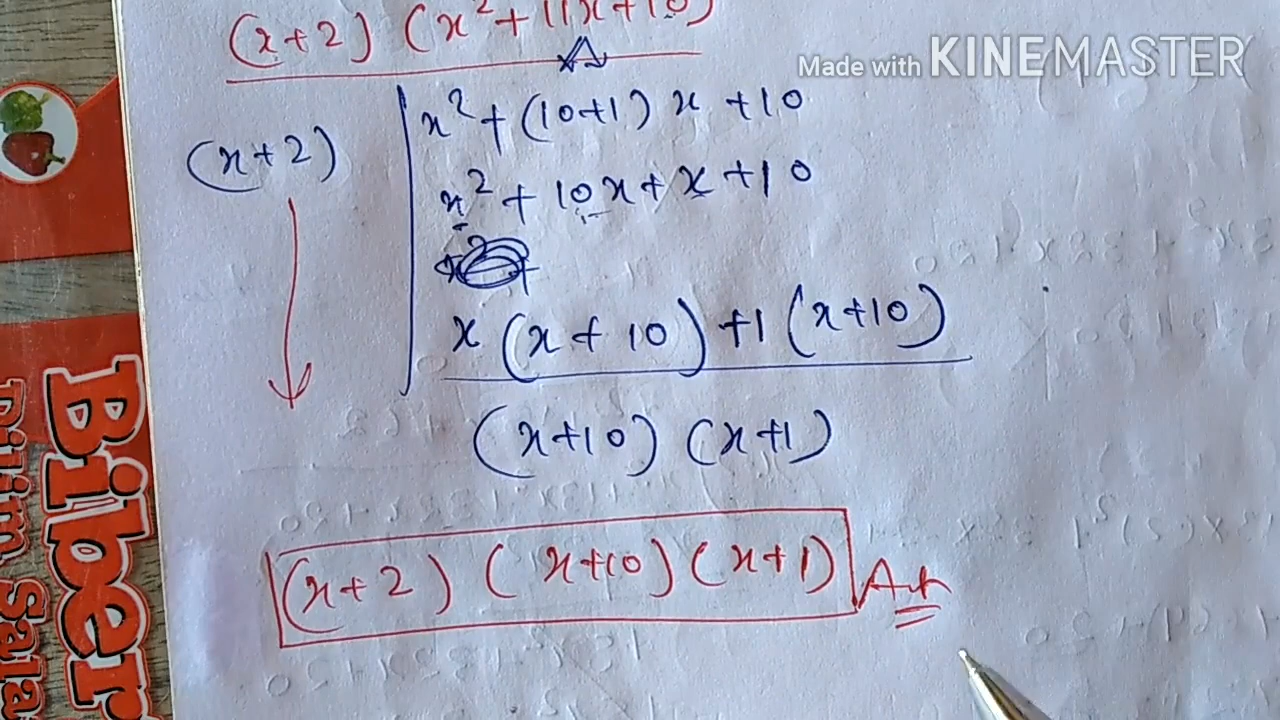 (x+2) (x²+11x+10)
Made with KINEMASTER
(x+2)
x²+(10+1)x+10
x²+10x+x+10
x(x+10)+1(x+10)
(x+10) (x+1)
(x+2) (x+10) (x+1) Ans
Biber